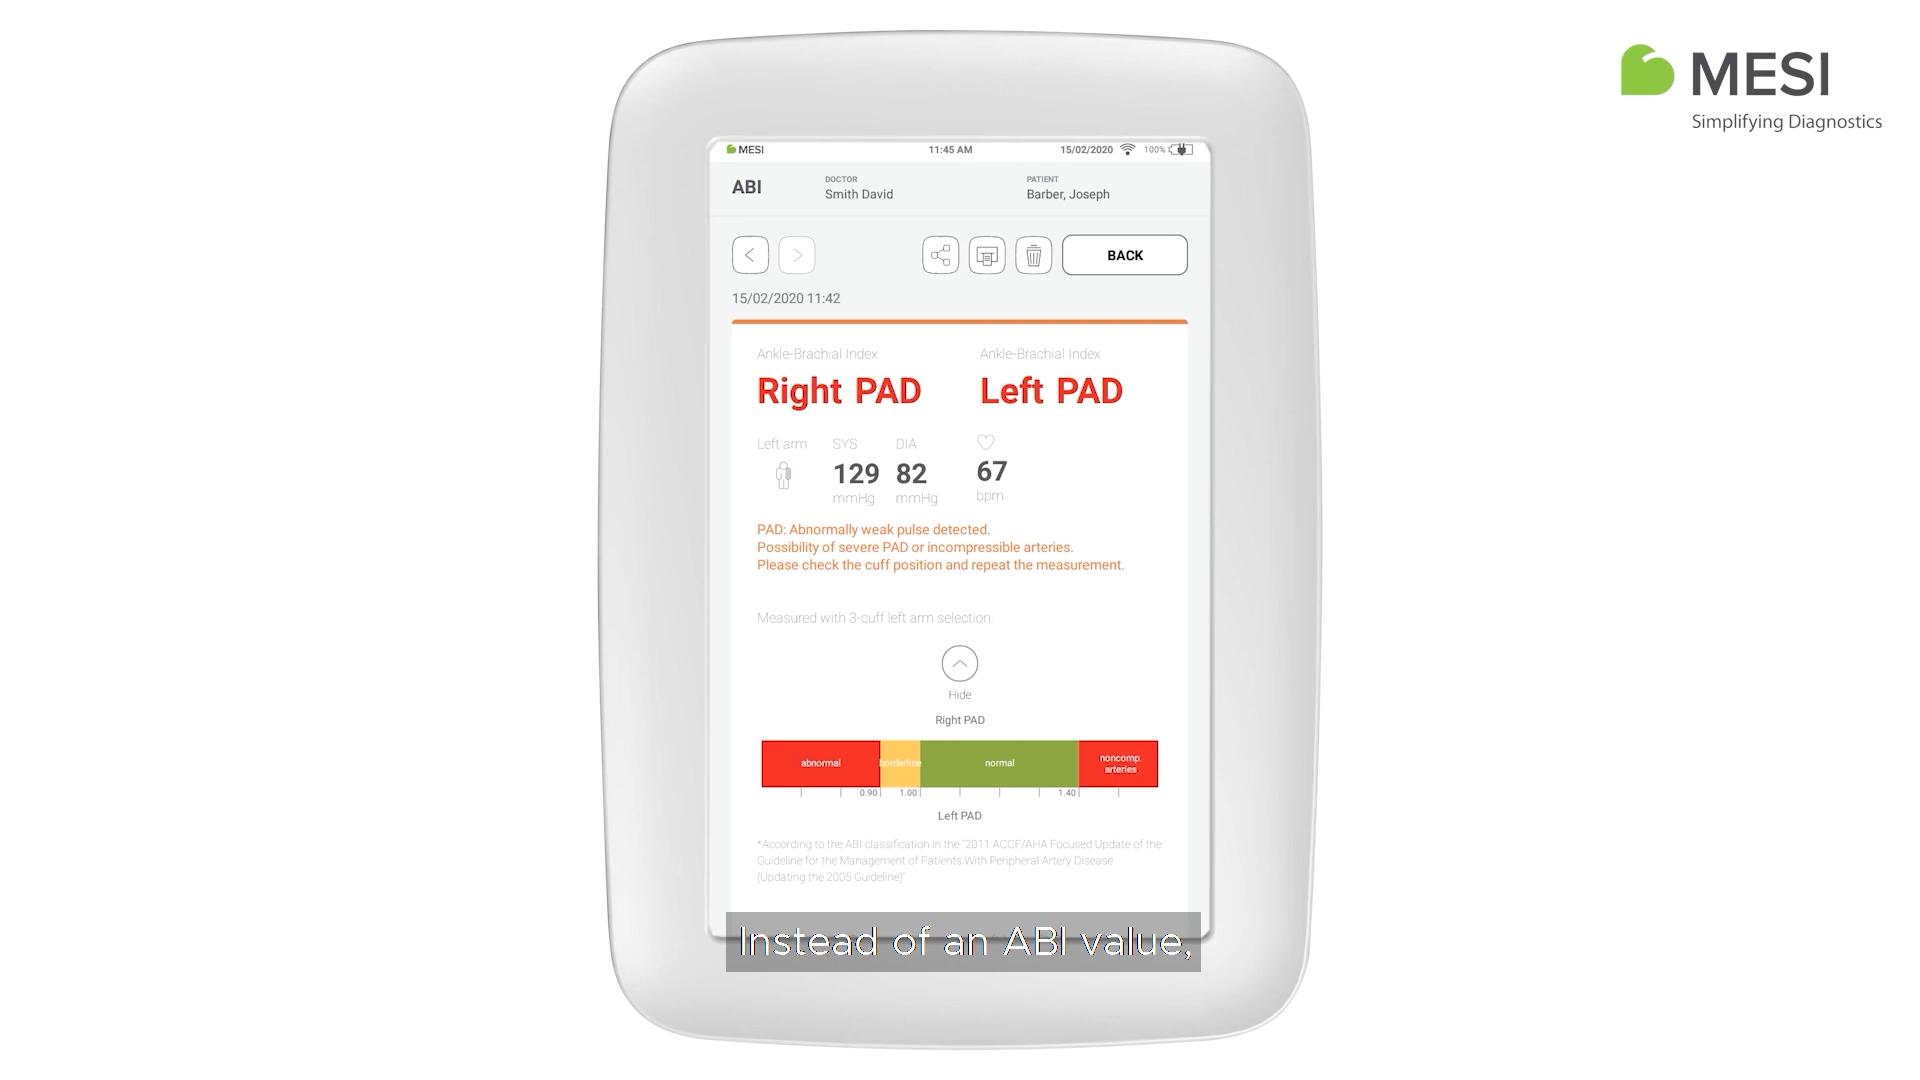 MESI
Simplifying Diagnostics
MESI 11:45 AM 15/02/2020 100%
ABI
DOCTOR
Smith David
PATIENT
Barber, Joseph
BACK
15/02/2020 11:42
Ankle-Brachial Index
Right PAD
Ankle-Brachial Index
Left PAD
Left arm SYS DIA
129 82 67
mmHg mmHg bpm
PAD: Abnormally weak pulse detected.
Possibility of severe PAD or incompressible arteries.
Please check the cuff position and repeat the measurement.
Measured with 3-cuff left arm selection.
Hide
Right PAD
abnormal borderline normal noncomp.
arteries
0.90 1.00 1.40
Left PAD
*According to the ABI classification in the "2011 ACCF/AHA Focused Update of the
Guideline for the Management of Patients With Peripheral Artery Disease
(Updating the 2005 Guideline)"
Instead of an ABI value,